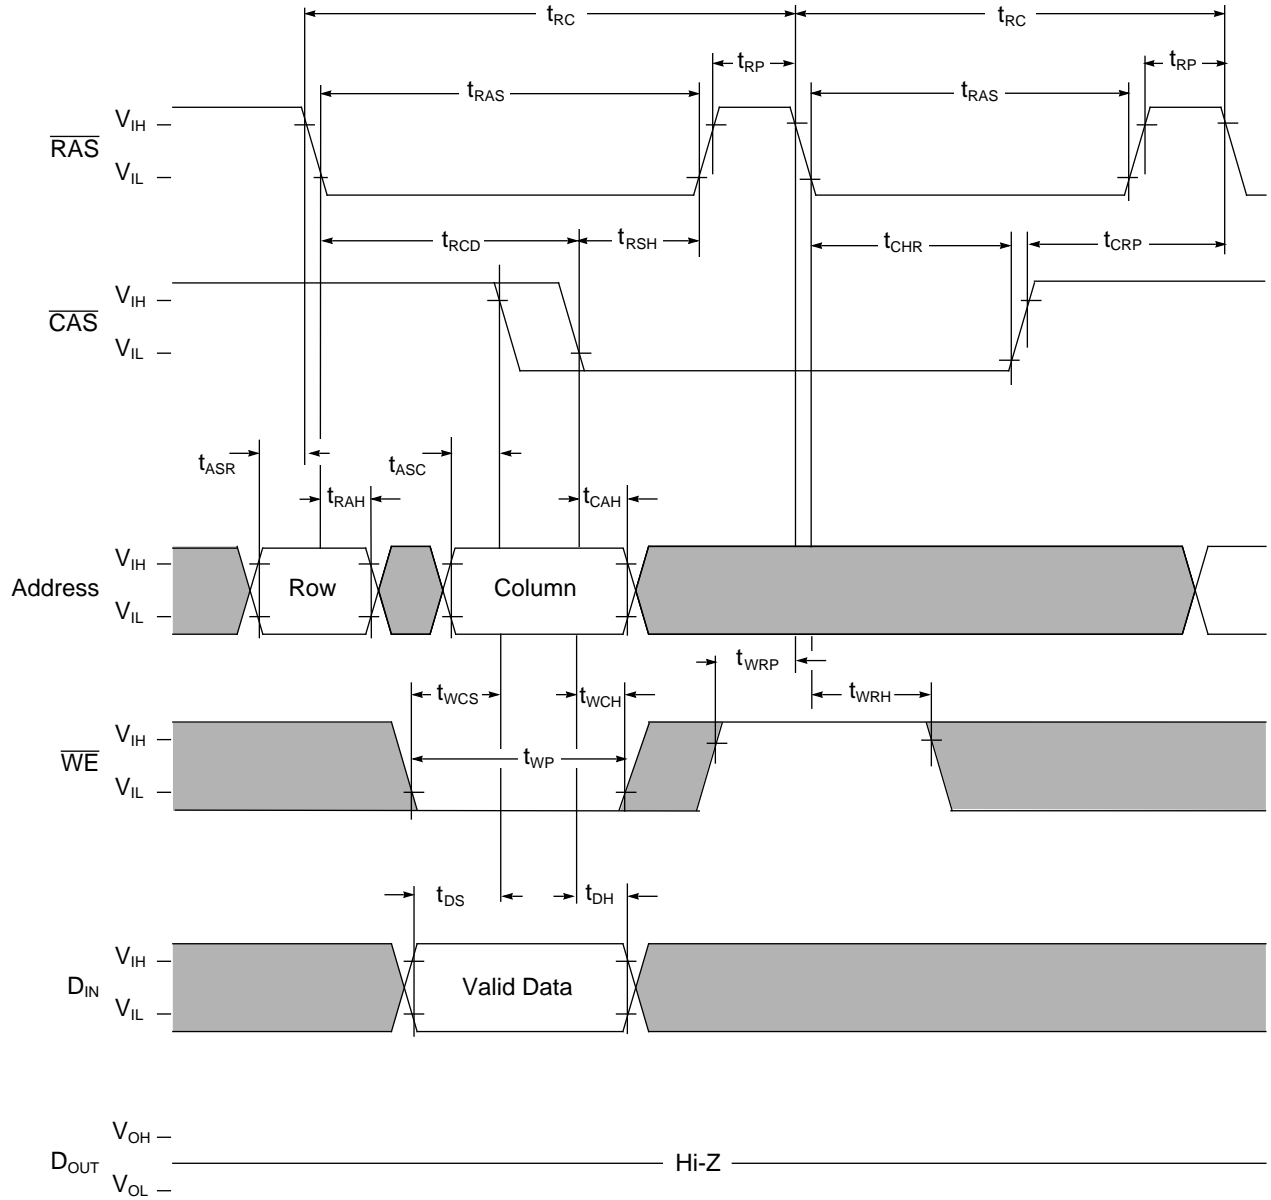 tRC tRC
tRP tRP
tRAS tRAS
VIH
RAS
VIL
tRCD tRSH tCHR tCRP
VIH
CAS
VIL
tASR tASC
tRAH tCAH
VIH
Address Row Column
VIL
tWRP
tWCS tWCH tWRH
VIH
WE tWP
VIL
tDS tDH
VIH
DIN Valid Data
VIL
VOH
DOUT Hi-Z
VOL